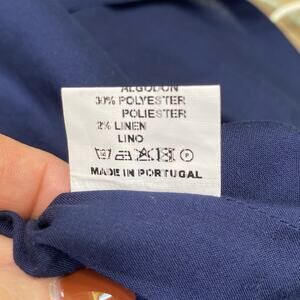 ALGODON
30% POLYESTER
POLIESTER
2% LINEN
LINO
MADE IN PORTUGAL